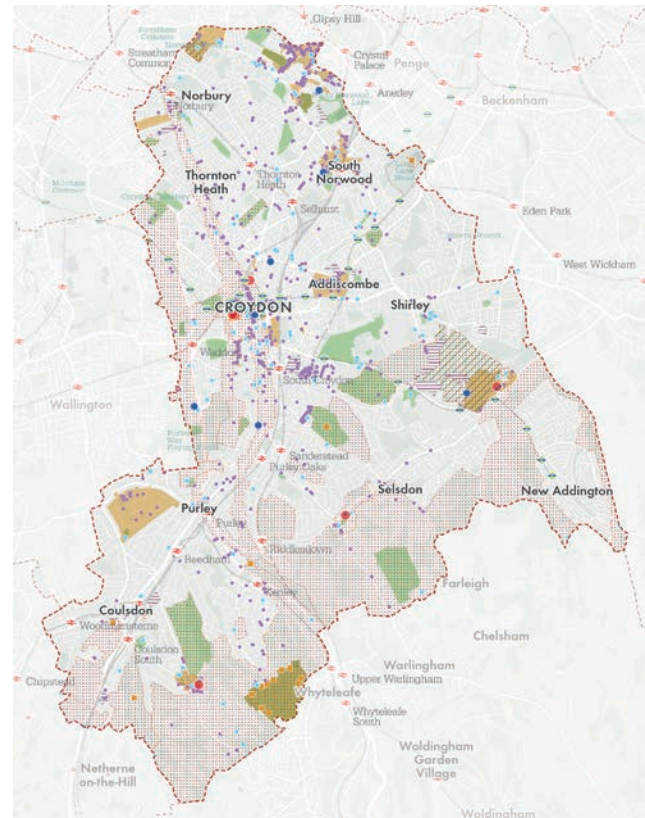 Gipsy Hill
Streatham
Common
Streatham
Common
Crystal
Palace
Penge
Anerley
Beckenham
Norbury
Norbury
Thornton
Heath
Thornton
Heath
South
Norwood
Selhurst
Eden Park
West Wickham
Addiscombe
CROYDON
Shirley
Waddon
South Croydon
Wallington
Sanderstead
Purley Oaks
Selsdon
New Addington
Purley
Purley
Riddlesdown
Reedham
Kenley
Farleigh
Coulsdon
Woodmansterne
Coulsdon
South
Chelsham
Chipstead
Warlingham
Upper Warlingham
Whyteleafe
Whyteleafe
South
Woldingham
Garden
Village
Netherne
on-the-Hill
Woldingham